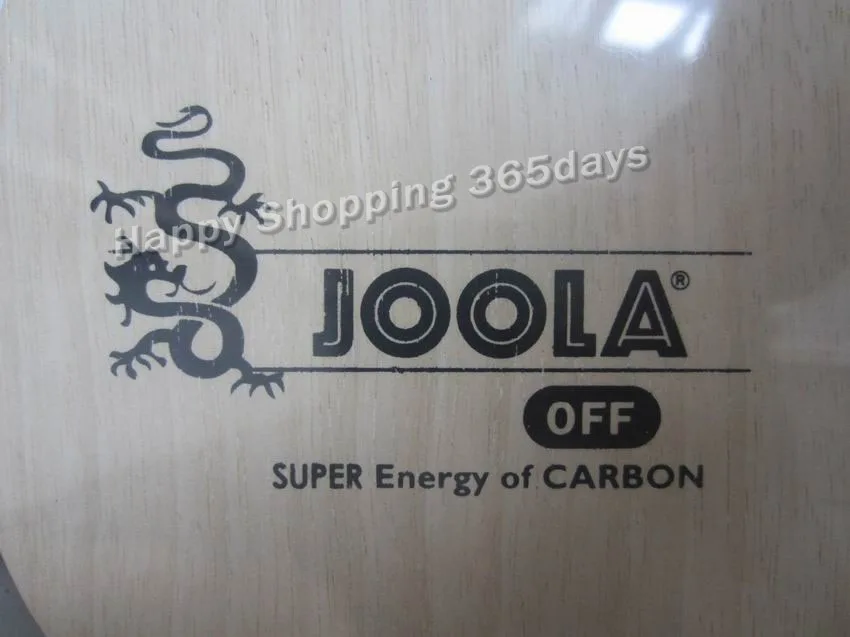 Happy Shopping 365days
JOOLA®
OFF
SUPER Energy of CARBON